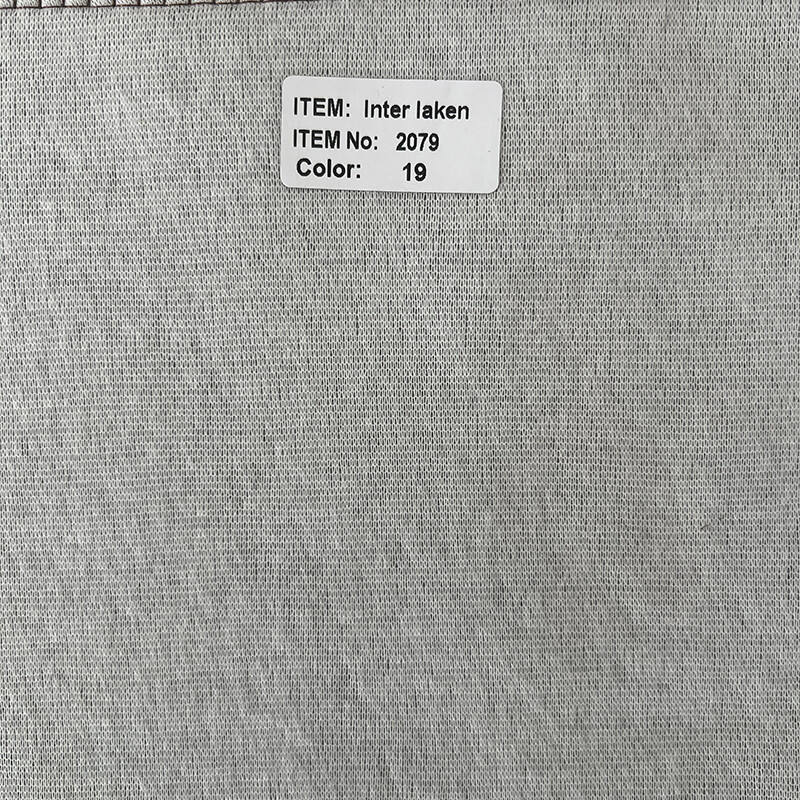 ITEM: Inter laken
ITEM No: 2079
Color: 19